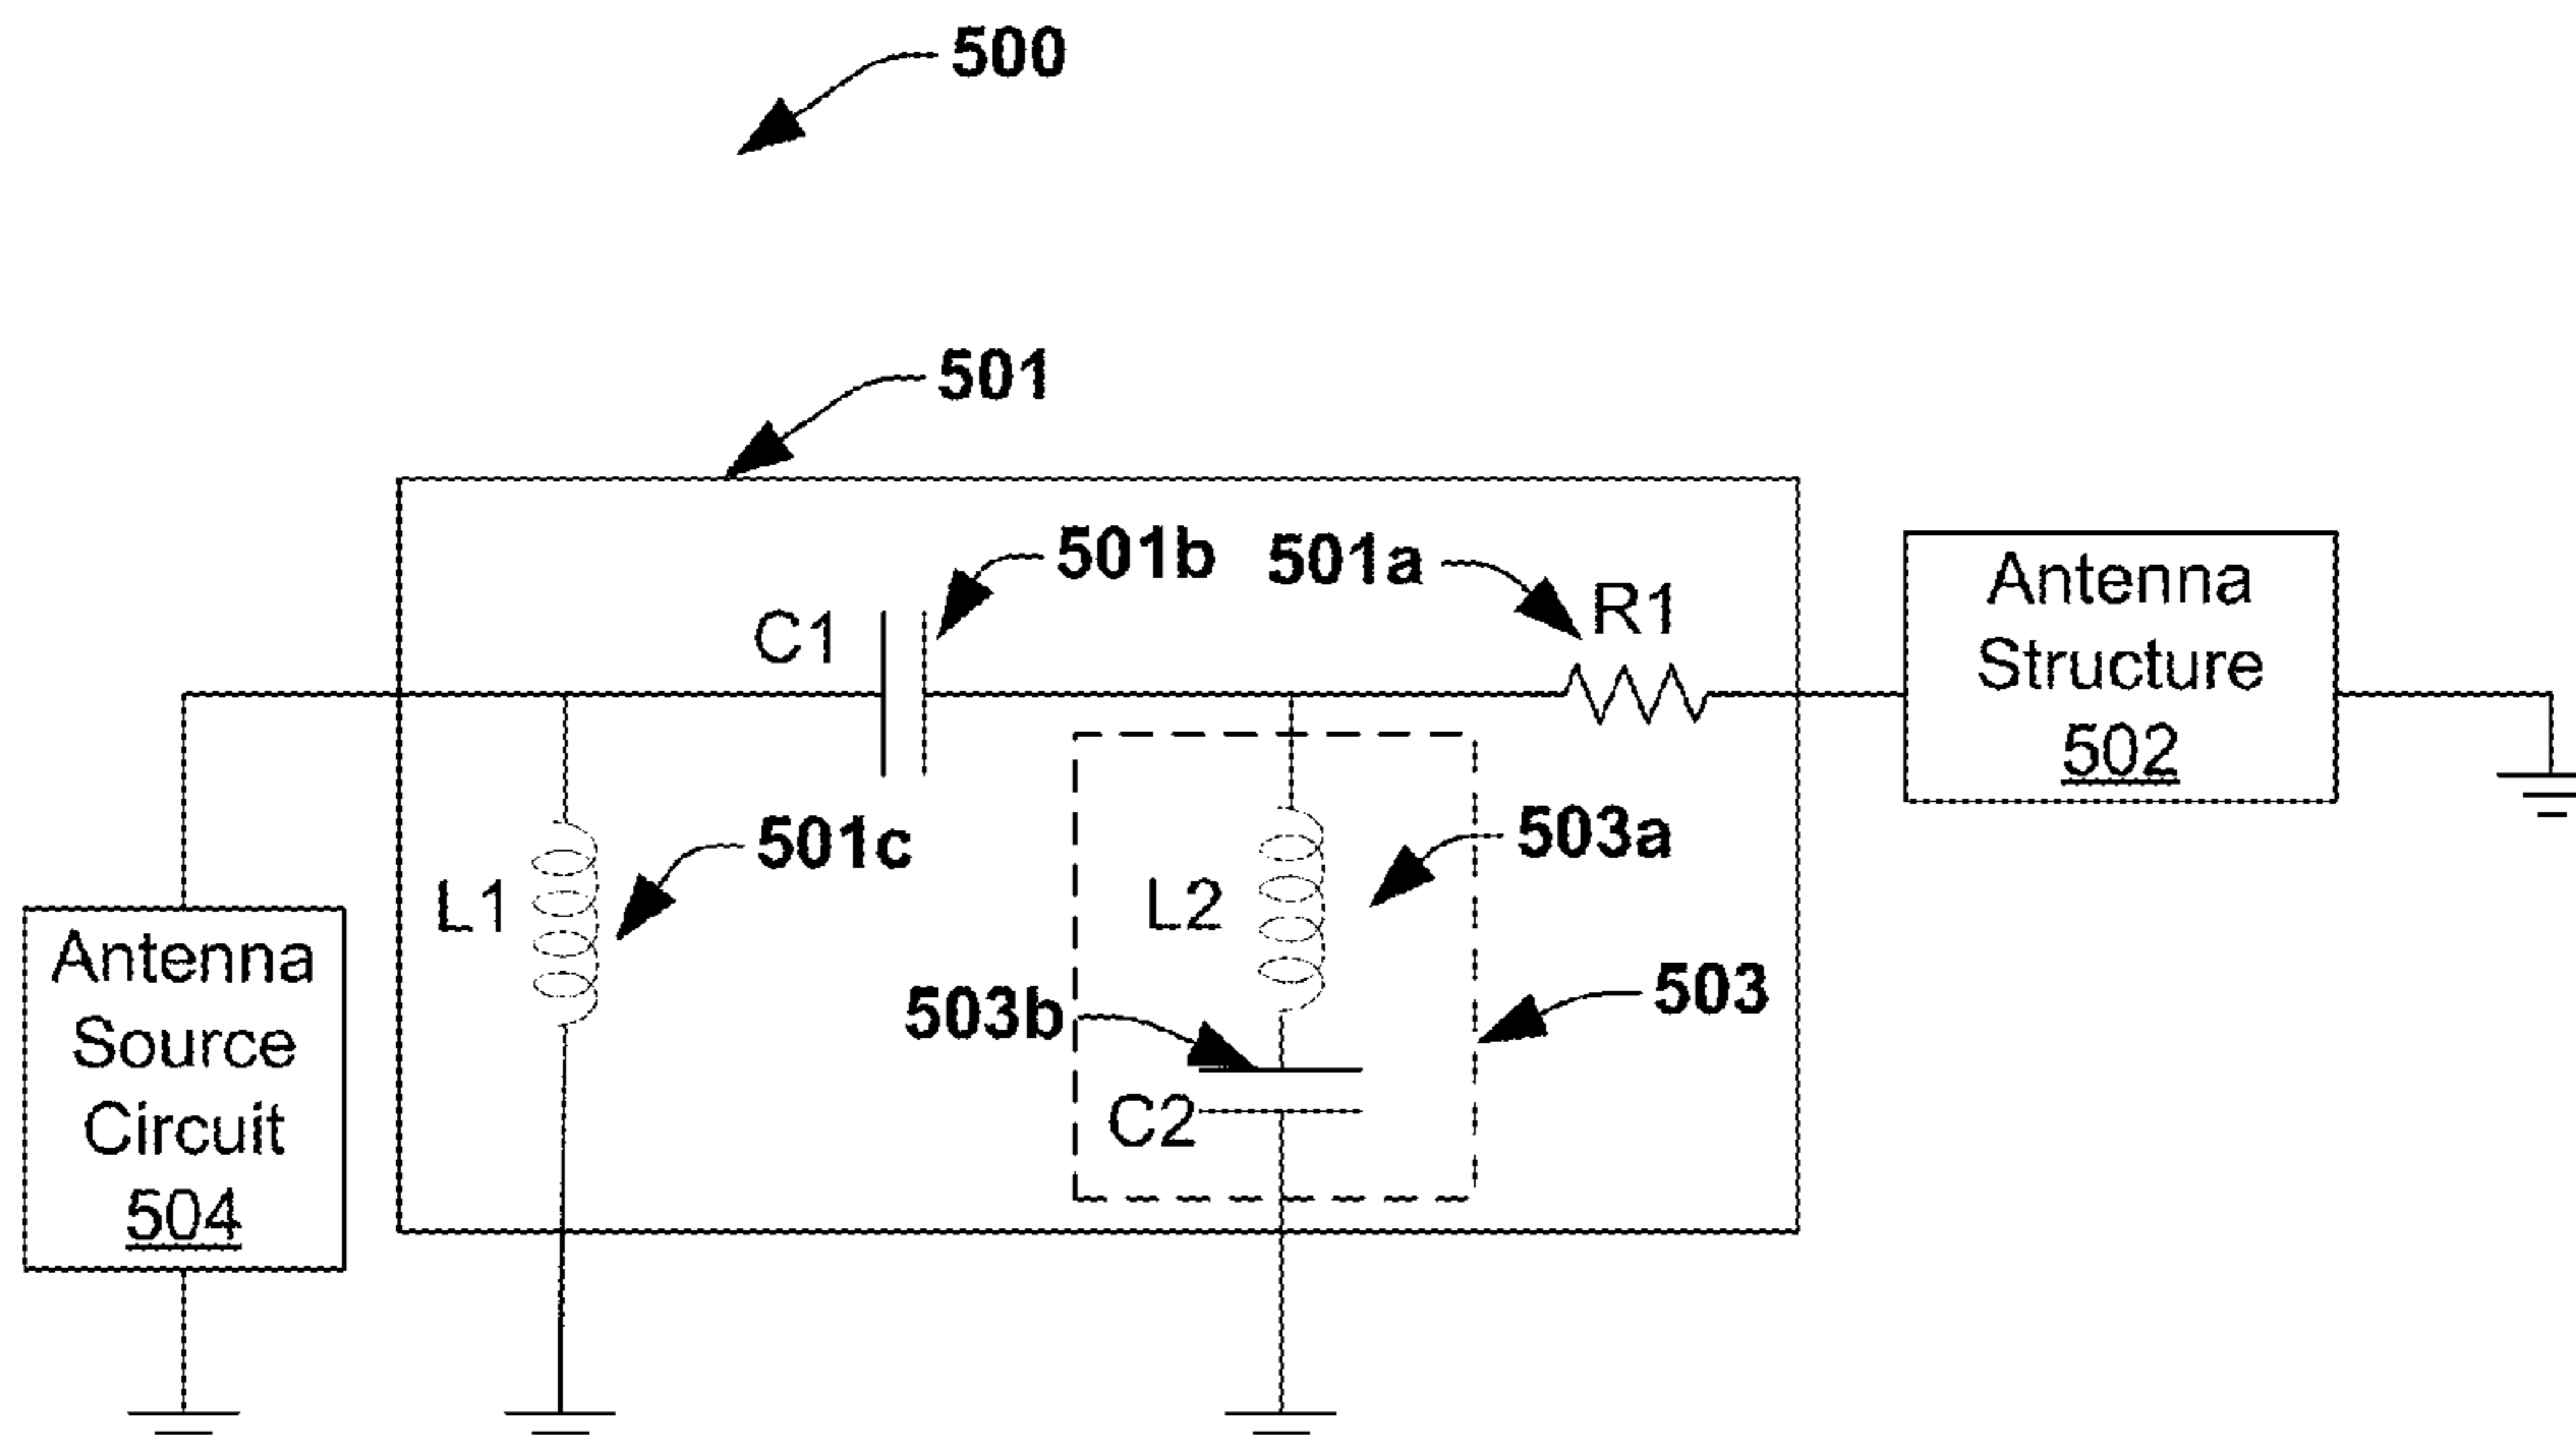 500
501
501b
501a
C1
R1
Antenna
Structure
502
501c
L1
L2
503a
503b
503
C2
Antenna
Source
Circuit
504